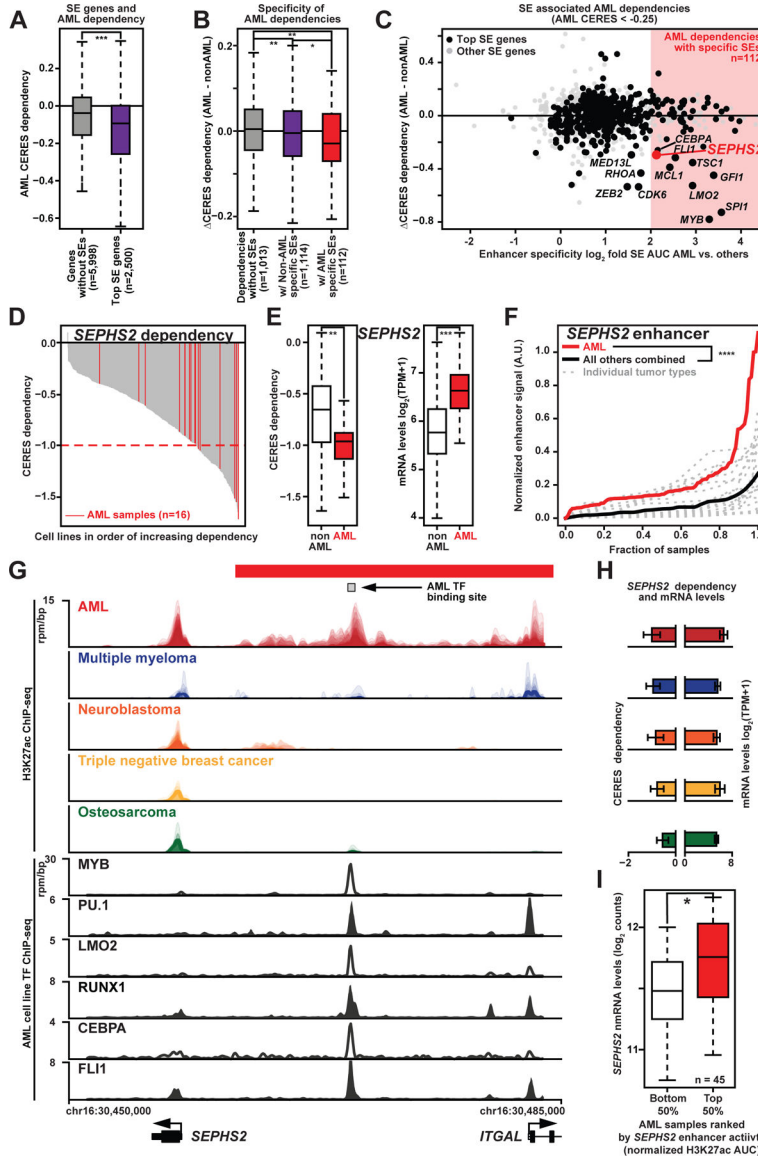 A
SE genes and
AML dependency
***
AML CERES dependency
0.2
0.0
−0.2
−0.4
−0.6
Genes
without SEs
(n=5,998)
Top SE genes
(n=2,500)
B
Specificity of
AML dependencies
**
**
*
ΔCERES dependency (AML - nonAML)
0.2
0.0
−0.2
Dependencies
without SEs
(n=1,013)
w/ Non-AML
specific SEs
(n=1,114)
w/ AML
specific SEs
(n=112)
C
SE associated AML dependencies
(AML CERES < -0.25)
Top SE genes
Other SE genes
AML dependencies
with specific SEs
n=112
ΔCERES dependency (AML - nonAML)
0.8
0.4
0.0
−0.4
−0.8
CEBPA
FLI1
SEPHS2
MED13L
RHOA
MCL1
TSC1
GFI1
ZEB2
CDK6
LMO2
SPI1
MYB
−2 −1 0 1 2 3 4
Enhancer specificity log2 fold SE AUC AML vs. others
D
SEPHS2 dependency
CERES dependency
0.0
−0.5
−1.0
−1.5
AML samples (n=16)
Cell lines in order of increasing dependency
E
SEPHS2
**
***
CERES dependency
0.0
−0.5
−1.0
−1.5
non
AML
AML
mRNA levels log2(TPM+1)
7
6
5
4
non
AML
AML
F
SEPHS2 enhancer
AML
All others combined
Individual tumor types
****
Normalized enhancer signal (A.U.)
1.0
0.8
0.6
0.4
0.2
0.0
0.0 0.2 0.4 0.6 0.8 1.0
Fraction of samples
G
AML TF
binding site
H3K27ac ChIP-seq
rpm/bp
15
AML
Multiple myeloma
Neuroblastoma
Triple negative breast cancer
Osteosarcoma
AML cell line TF ChIP-seq
rpm/bp
30
MYB
6
PU.1
5
LMO2
8
RUNX1
4
CEBPA
8
FLI1
chr16:30,450,000
chr16:30,485,000
SEPHS2
ITGAL
H
SEPHS2 dependency
and mRNA levels
CERES dependency
mRNA levels log2(TPM+1)
−2 0 0 8
I
*
SEPHS2 nmRNA levels (log2 counts)
12
11
n = 45
Bottom
50%
Top
50%
AML samples ranked
by SEPHS2 enhancer actiivt
(normalized H3K27ac AUC)